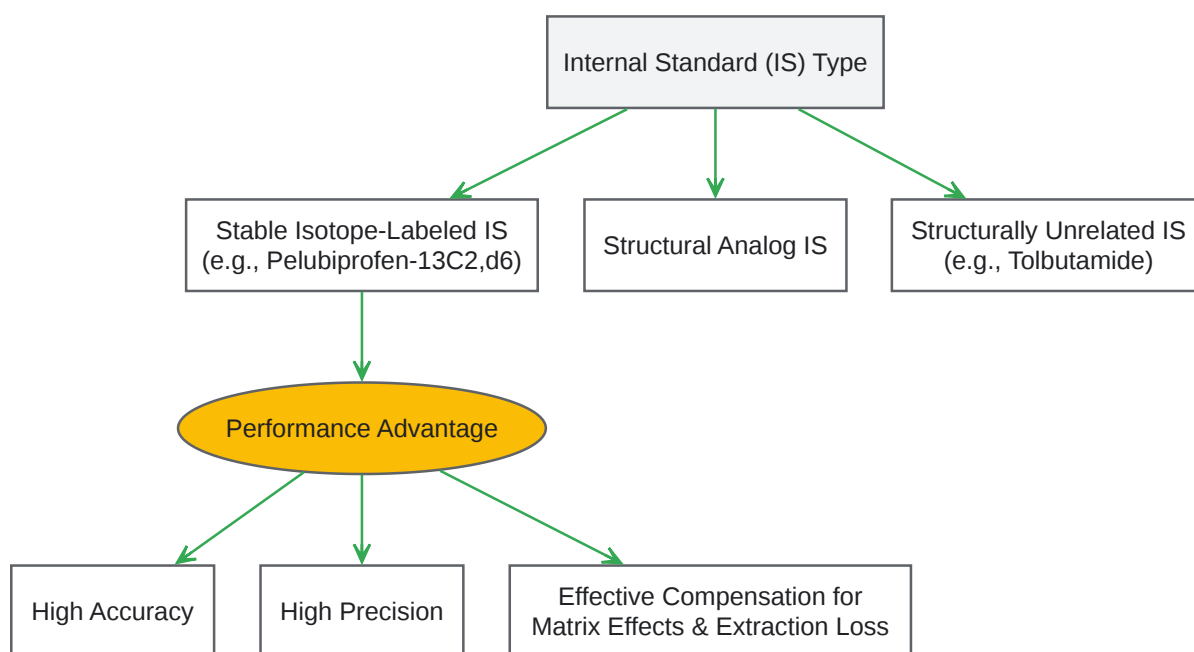 Internal Standard (IS) Type
Stable Isotope-Labeled IS
(e.g., Pelubiprofen-13C2,d6)
Structural Analog IS
Structurally Unrelated IS
(e.g., Tolbutamide)
Performance Advantage
High Accuracy
High Precision
Effective Compensation for
Matrix Effects & Extraction Loss